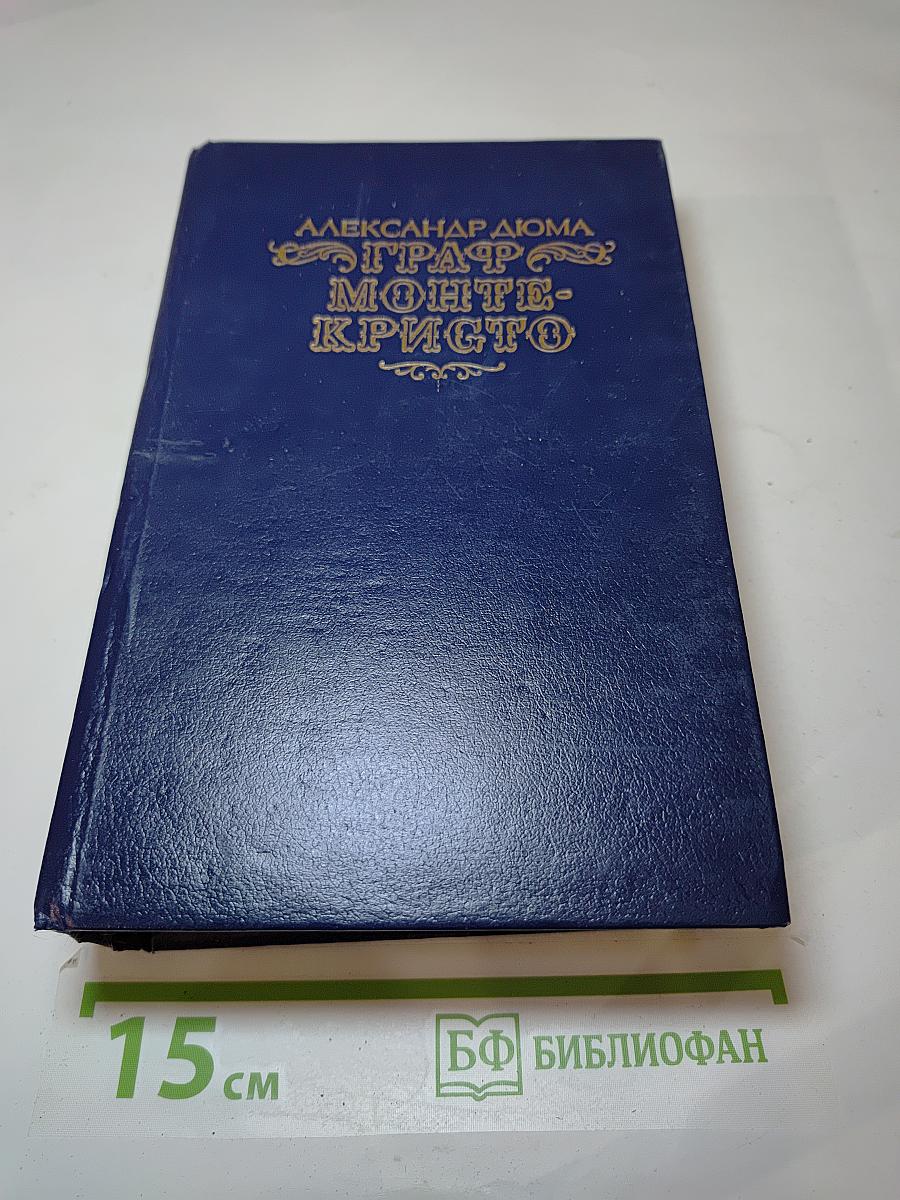 АЛЕКСАНДР ДЮМА
ГРАФ
МОНТЕ-
КРИСТО
15 см
БФ БИБЛИОФАН